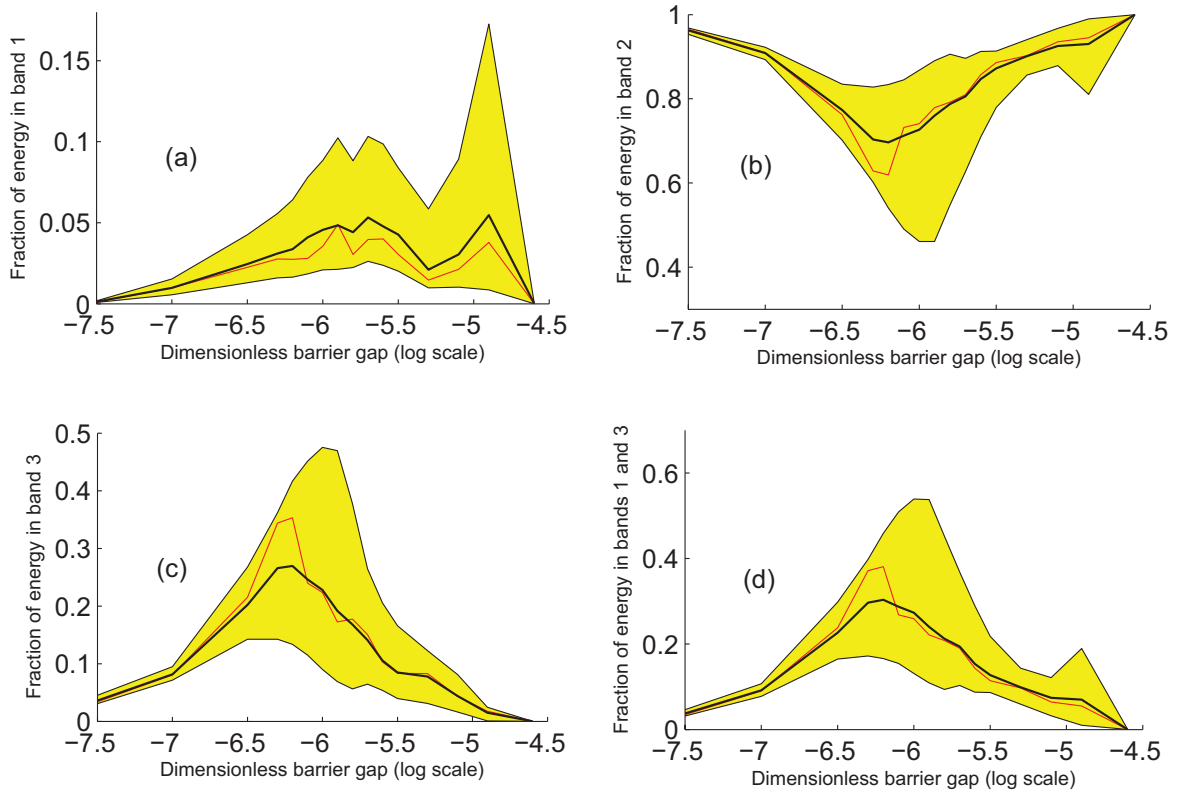 Fraction of energy in band 1
0.15
0.1
0.05
0
(a)
−7.5 −7 −6.5 −6 −5.5 −5 −4.5
Dimensionless barrier gap (log scale)
Fraction of energy in band 2
1
0.8
0.6
0.4
(b)
−7.5 −7 −6.5 −6 −5.5 −5 −4.5
Dimensionless barrier gap (log scale)
Fraction of energy in band 3
0.5
0.4
0.3
0.2
0.1
0
(c)
−7.5 −7 −6.5 −6 −5.5 −5 −4.5
Dimensionless barrier gap (log scale)
Fraction of energy in bands 1 and 3
0.6
0.4
0.2
0
(d)
−7.5 −7 −6.5 −6 −5.5 −5 −4.5
Dimensionless barrier gap (log scale)